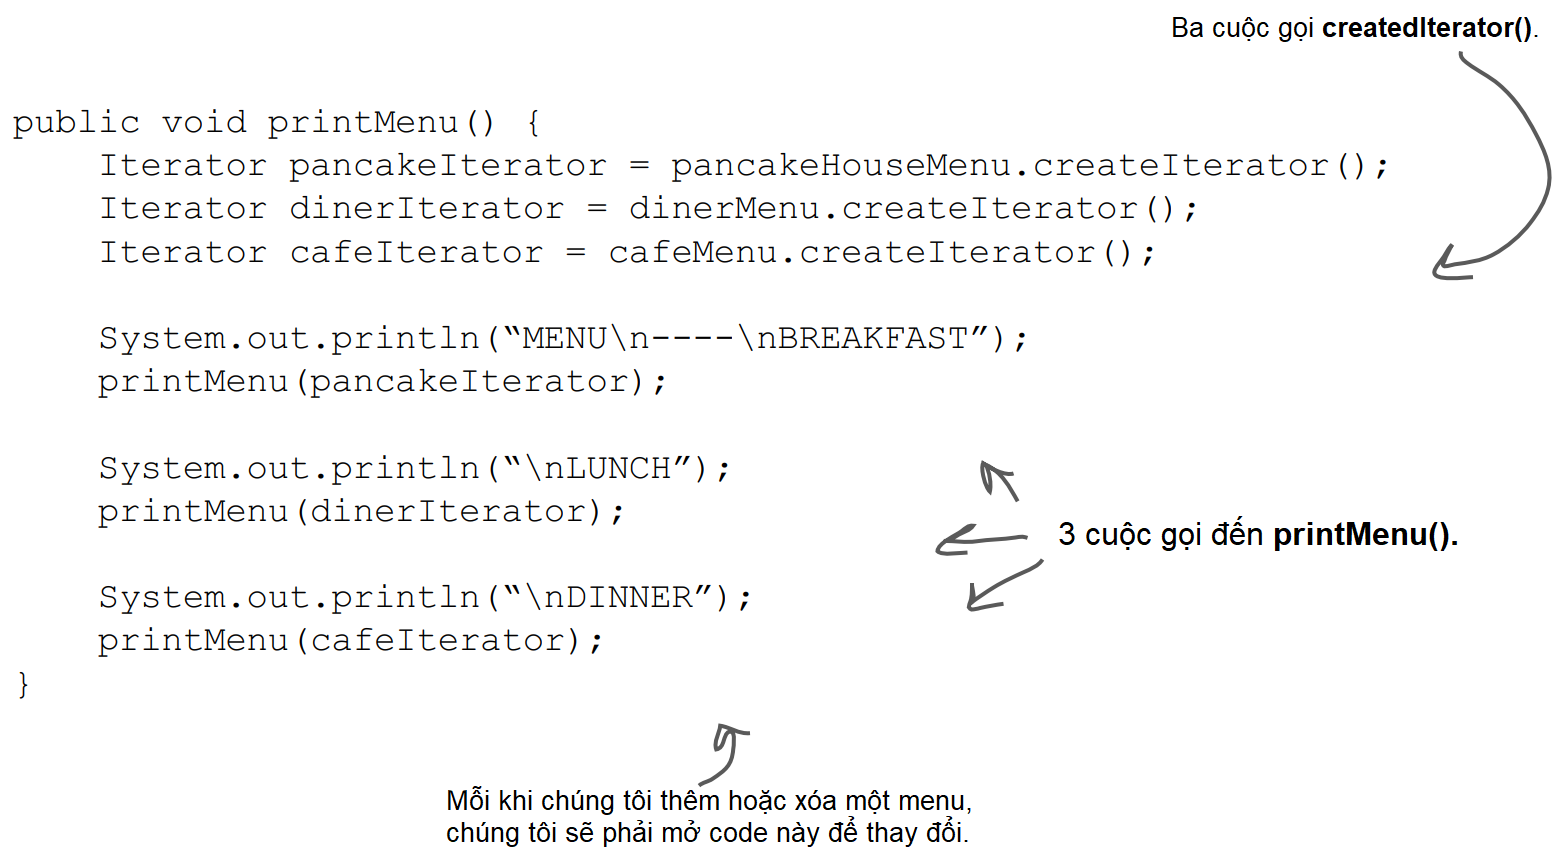 Ba cuộc gọi createdIterator().
public void printMenu() {
Iterator pancakeIterator = pancakeHouseMenu.createIterator();
Iterator dinerIterator = dinerMenu.createIterator();
Iterator cafeIterator = cafeMenu.createIterator();
System.out.println(“MENU\n----\nBREAKFAST”);
printMenu(pancakeIterator);
System.out.println(“\nLUNCH”);
printMenu(dinerIterator);
3 cuộc gọi đến printMenu().
System.out.println(“\nDINNER”);
printMenu(cafeIterator);
}
Mỗi khi chúng tôi thêm hoặc xóa một menu,
chúng tôi sẽ phải mở code này để thay đổi.